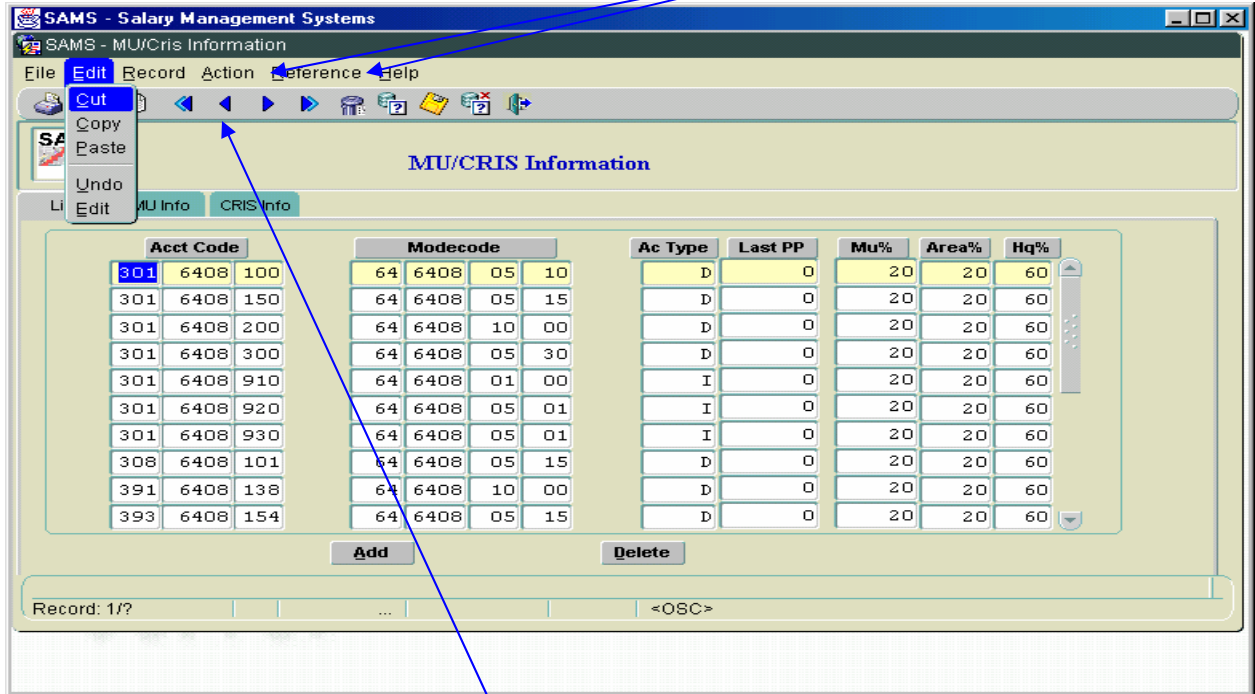 SAMS - Salary Management Systems
SAMS - MU/Cris Information
File Edit Record Action Reference Help
Cut
Copy
Paste
Undo
Edit
SA
MU/CRIS Information
Li MU Info CRIS Info
Acct Code Modecode Ac Type Last PP Mu% Area% Hq%
301 6408 100 64 6408 05 10 D 0 20 20 60
301 6408 150 64 6408 05 15 D 0 20 20 60
301 6408 200 64 6408 10 00 D 0 20 20 60
301 6408 300 64 6408 05 30 D 0 20 20 60
301 6408 910 64 6408 01 00 I 0 20 20 60
301 6408 920 64 6408 05 01 I 0 20 20 60
301 6408 930 64 6408 05 01 I 0 20 20 60
308 6408 101 64 6408 05 15 D 0 20 20 60
391 6408 138 64 6408 10 00 D 0 20 20 60
393 6408 154 64 6408 05 15 D 0 20 20 60
Add Delete
Record: 1/? ... <OSC>